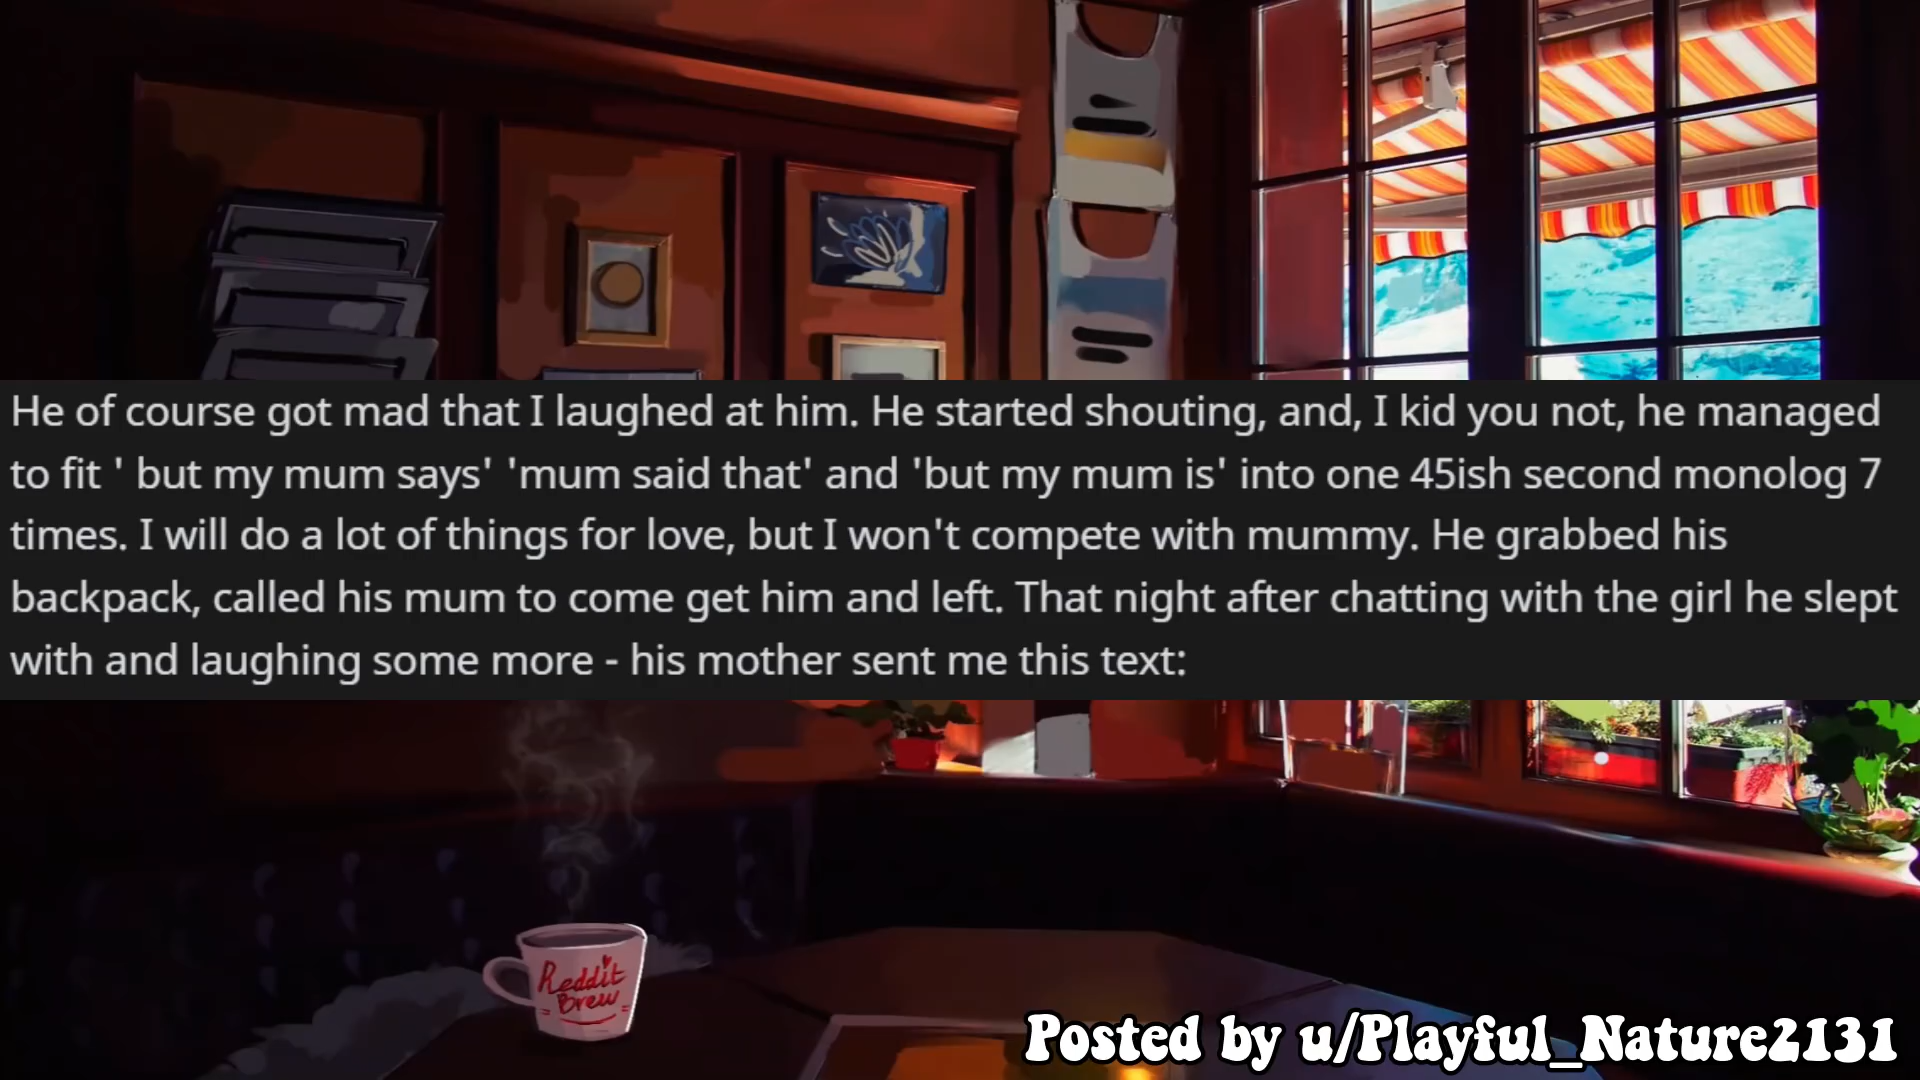 He of course got mad that I laughed at him. He started shouting, and, I kid you not, he managed
to fit ' but my mum says' 'mum said that' and 'but my mum is' into one 45ish second monolog 7
times. I will do a lot of things for love, but I won't compete with mummy. He grabbed his
backpack, called his mum to come get him and left. That night after chatting with the girl he slept
with and laughing some more - his mother sent me this text:
Reddit
Brew
Posted by u/Playful_Nature2131